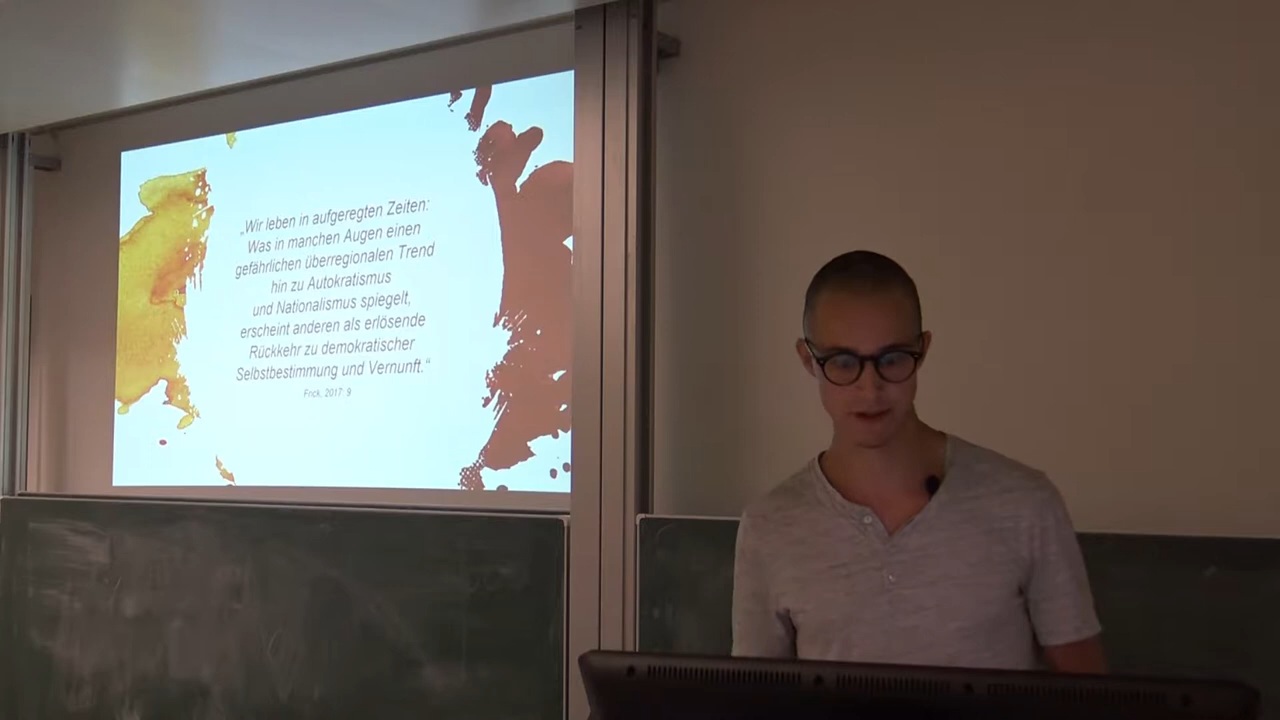 „Wir leben in aufgeregten Zeiten:
Was in manchen Augen einen
gefährlichen überregionalen Trend
hin zu Autokratismus
und Nationalismus spiegelt,
erscheint anderen als erlösende
Rückkehr zu demokratischer
Selbstbestimmung und Vernunft.“
Frick, 2017: 9